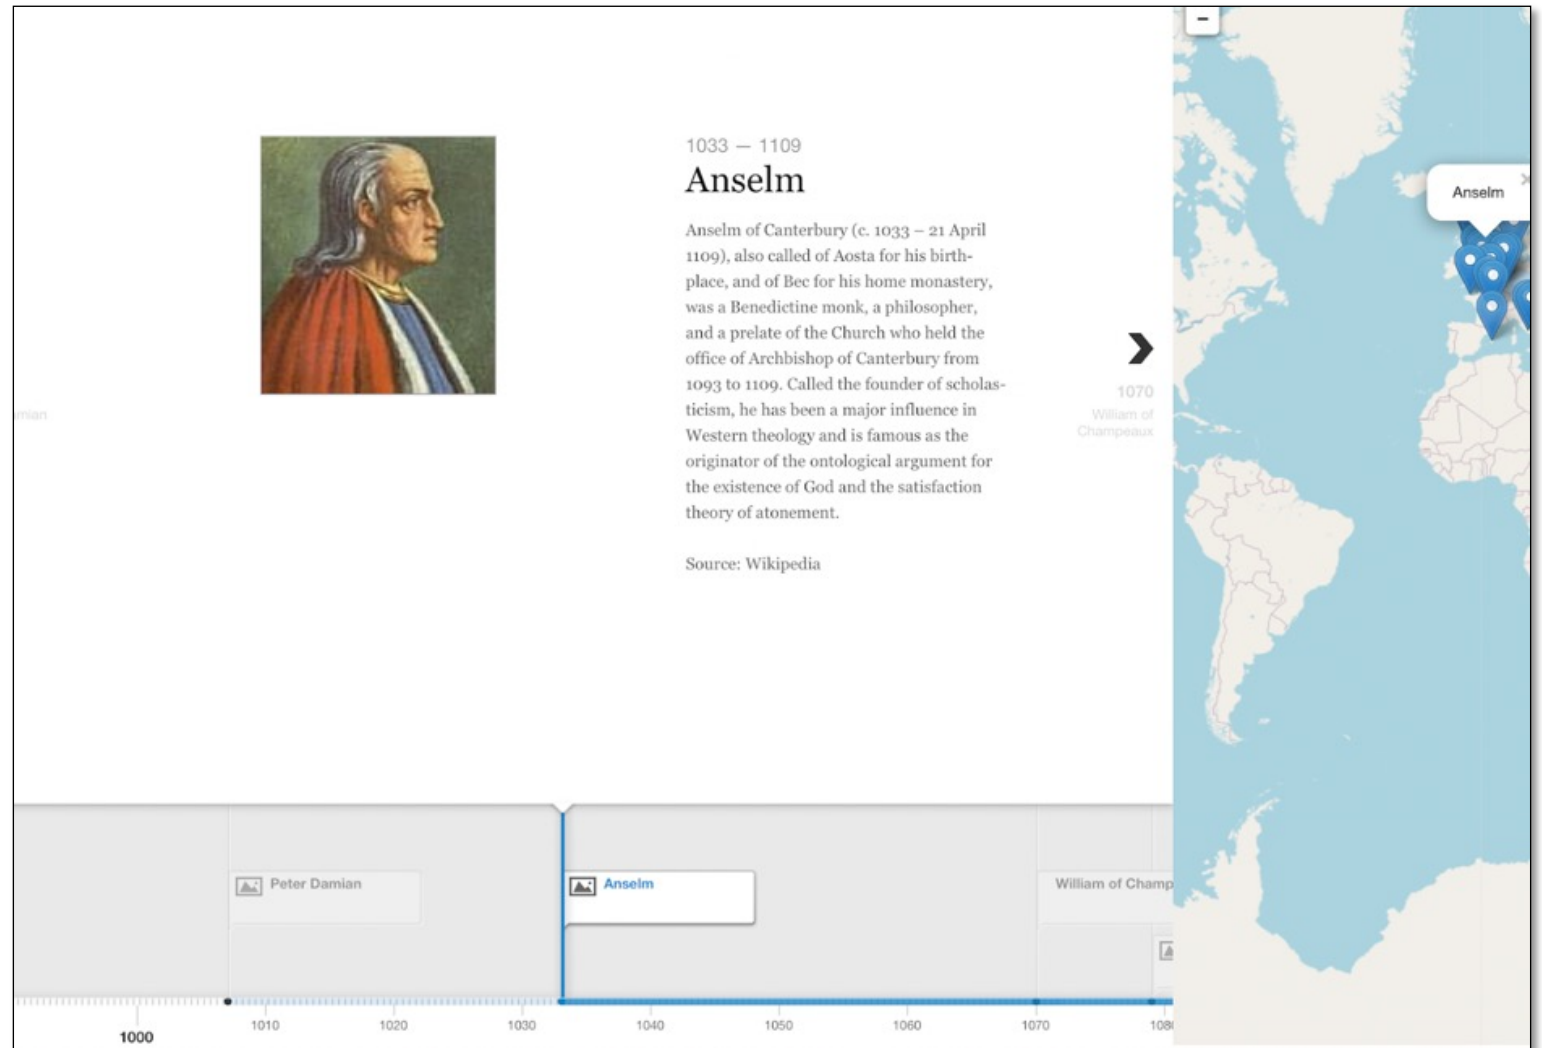 −
1033 — 1109
Anselm
Anselm of Canterbury (c. 1033 – 21 April
1109), also called of Aosta for his birth-
place, and of Bec for his home monastery,
was a Benedictine monk, a philosopher,
and a prelate of the Church who held the
office of Archbishop of Canterbury from
1093 to 1109. Called the founder of scholas-
ticism, he has been a major influence in
Western theology and is famous as the
originator of the ontological argument for
the existence of God and the satisfaction
theory of atonement.
Source: Wikipedia
mian
1070
William of
Champeaux
Anselm
×
Peter Damian
Anselm
William of Champ
1000
1010
1020
1030
1040
1050
1060
1070
108